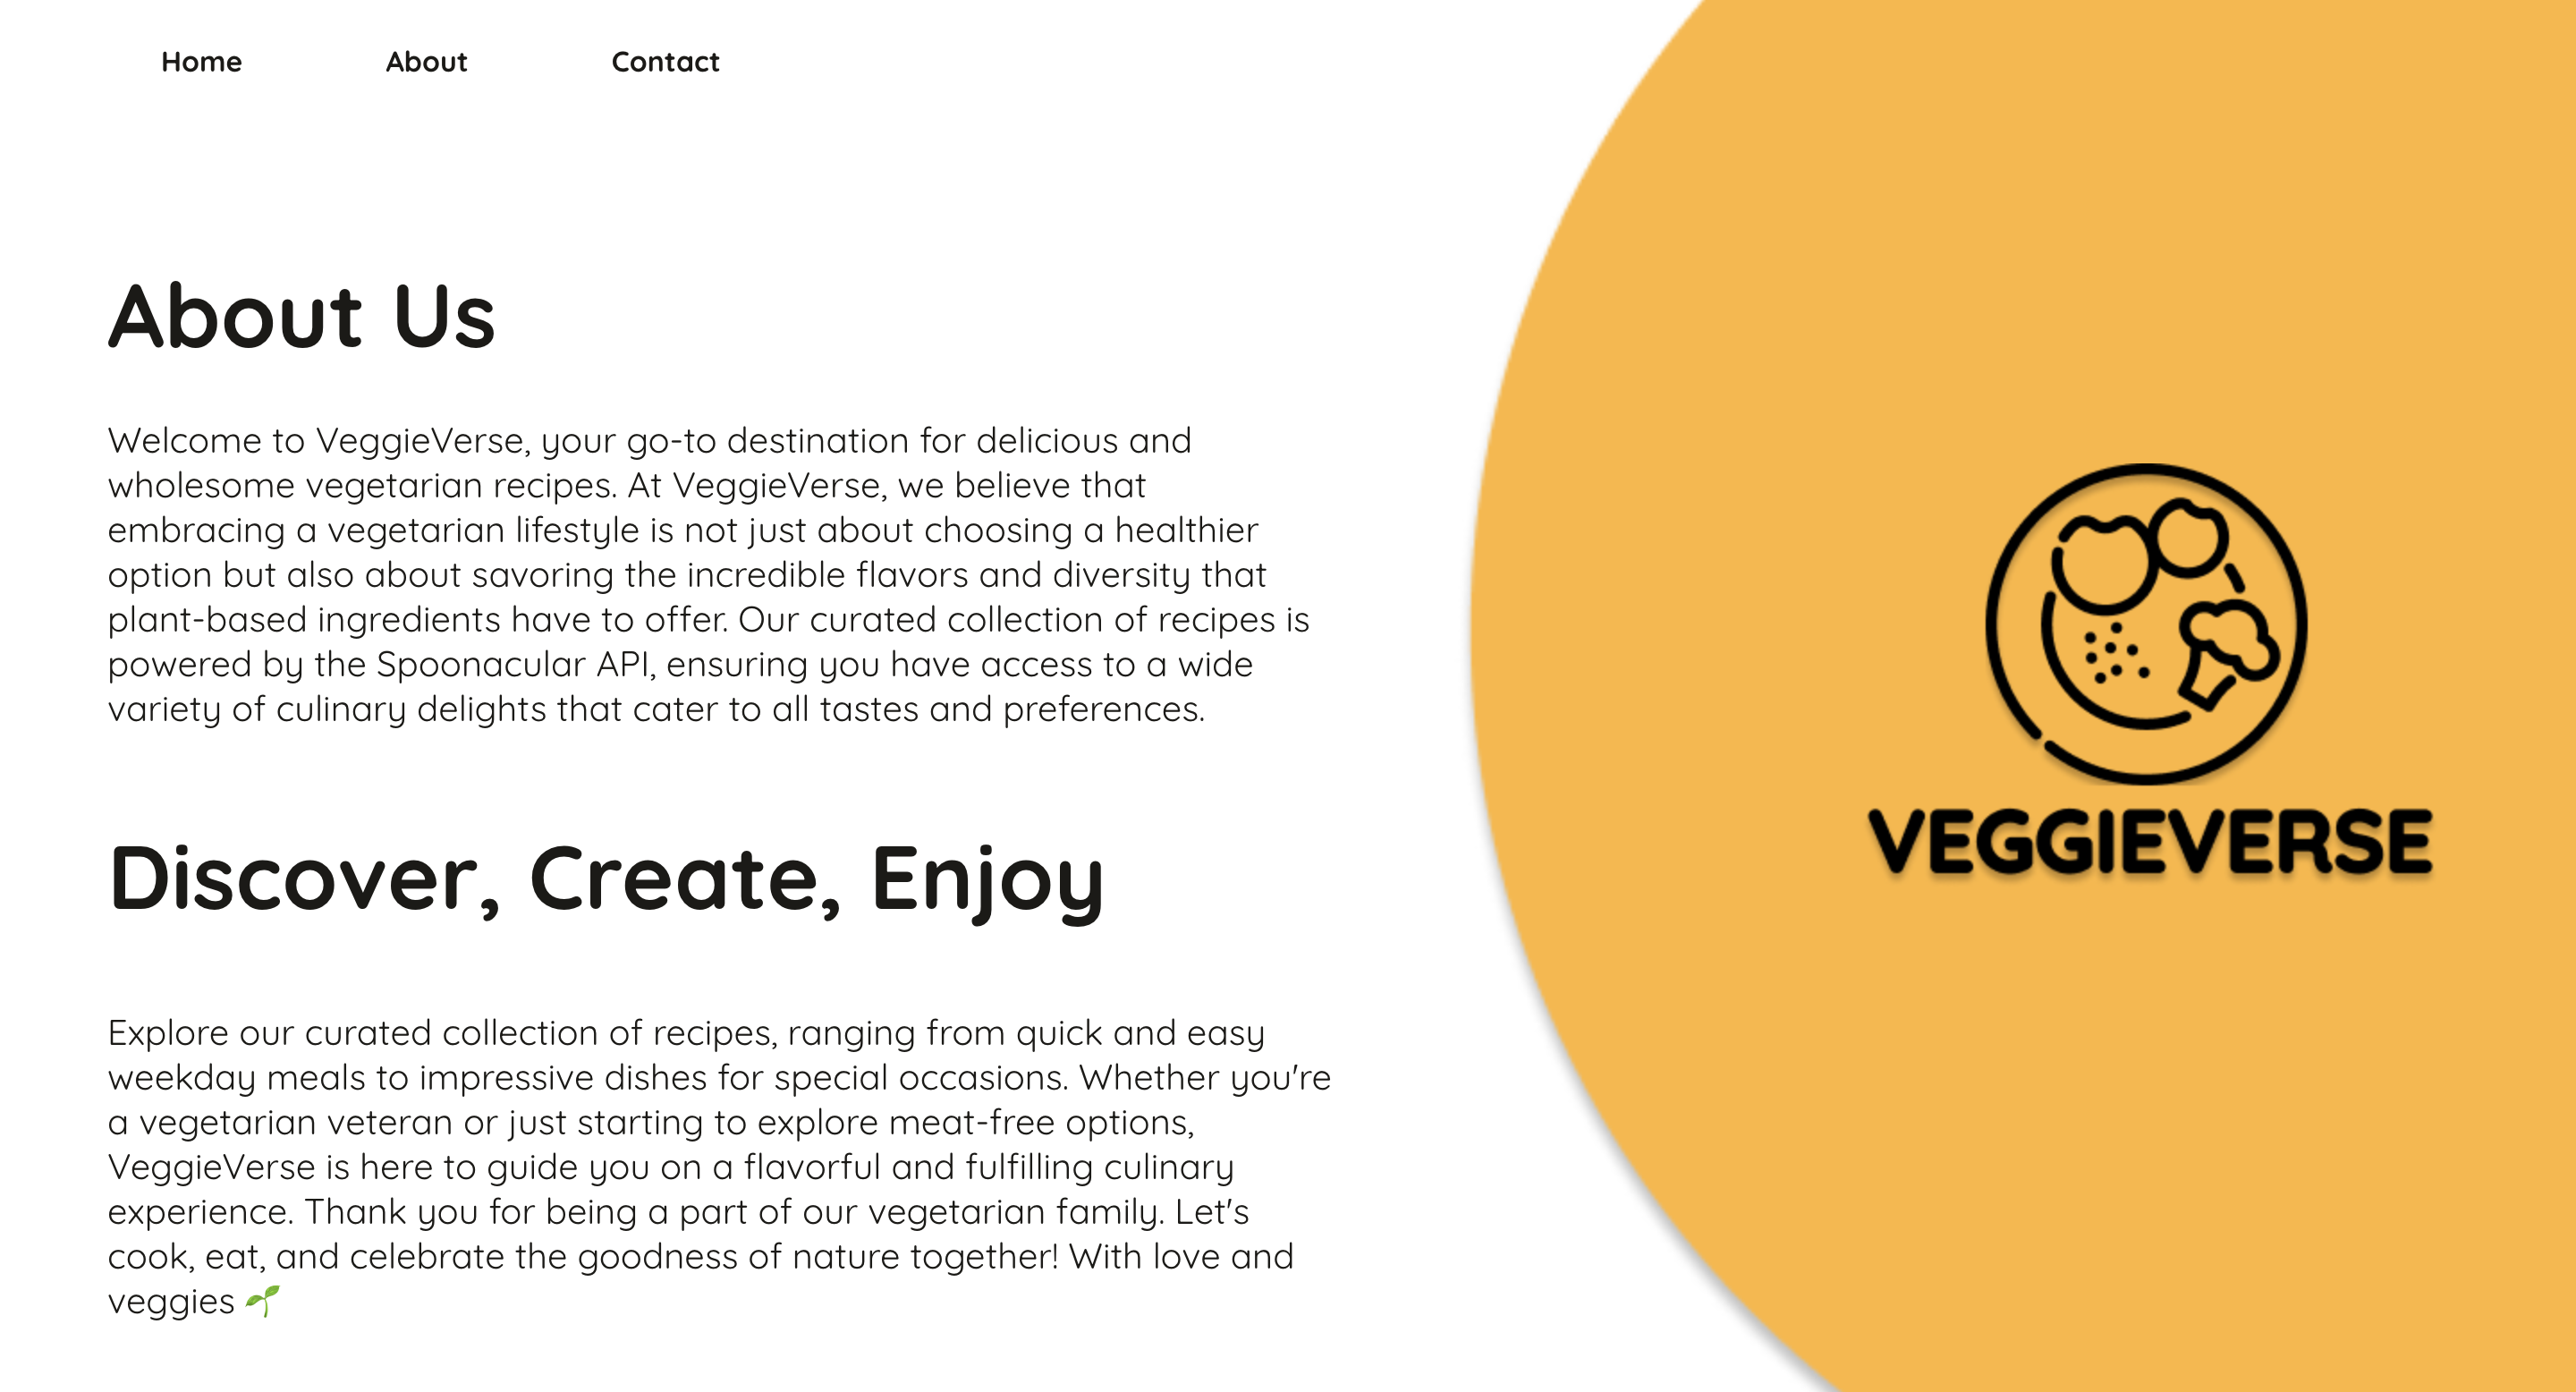 Home About Contact
About Us
Welcome to VeggieVerse, your go-to destination for delicious and
wholesome vegetarian recipes. At VeggieVerse, we believe that
embracing a vegetarian lifestyle is not just about choosing a healthier
option but also about savoring the incredible flavors and diversity that
plant-based ingredients have to offer. Our curated collection of recipes is
powered by the Spoonacular API, ensuring you have access to a wide
variety of culinary delights that cater to all tastes and preferences.
Discover, Create, Enjoy
Explore our curated collection of recipes, ranging from quick and easy
weekday meals to impressive dishes for special occasions. Whether you're
a vegetarian veteran or just starting to explore meat-free options,
VeggieVerse is here to guide you on a flavorful and fulfilling culinary
experience. Thank you for being a part of our vegetarian family. Let's
cook, eat, and celebrate the goodness of nature together! With love and
veggies 🌱
VEGGIEVERSE